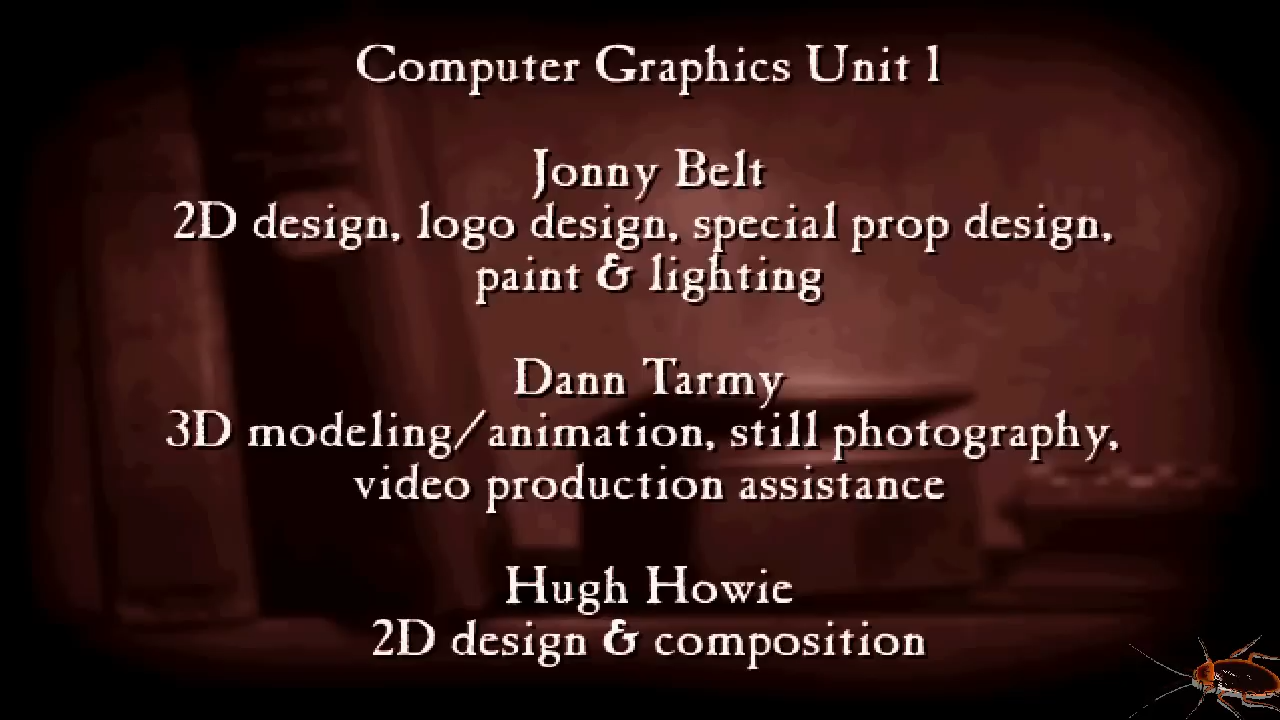 Computer Graphics Unit 1
Jonny Belt
2D design, logo design, special prop design,
paint & lighting
Dann Tarmy
3D modeling/animation, still photography,
video production assistance
Hugh Howie
2D design & composition